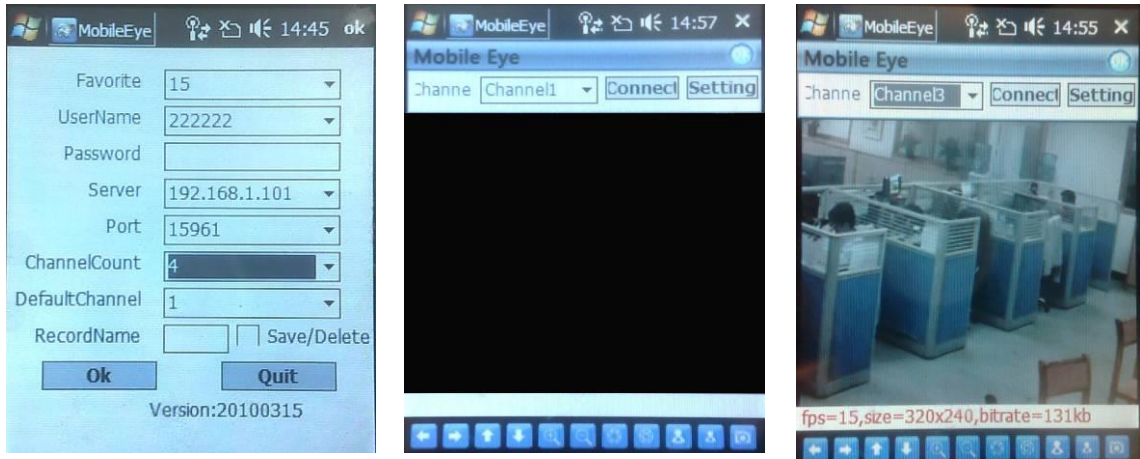 MobileEye 14:45 ok
Favorite 15
UserName 222222
Password
Server 192.168.1.101
Port 15961
ChannelCount 4
DefaultChannel 1
RecordName Save/Delete
Ok Quit
Version:20100315
MobileEye 14:57
Mobile Eye
Channe Channel1 Connect Setting
MobileEye 14:55
Mobile Eye
Channe Channel3 Connect Setting
fps=15,size=320x240,bitrate=131kb